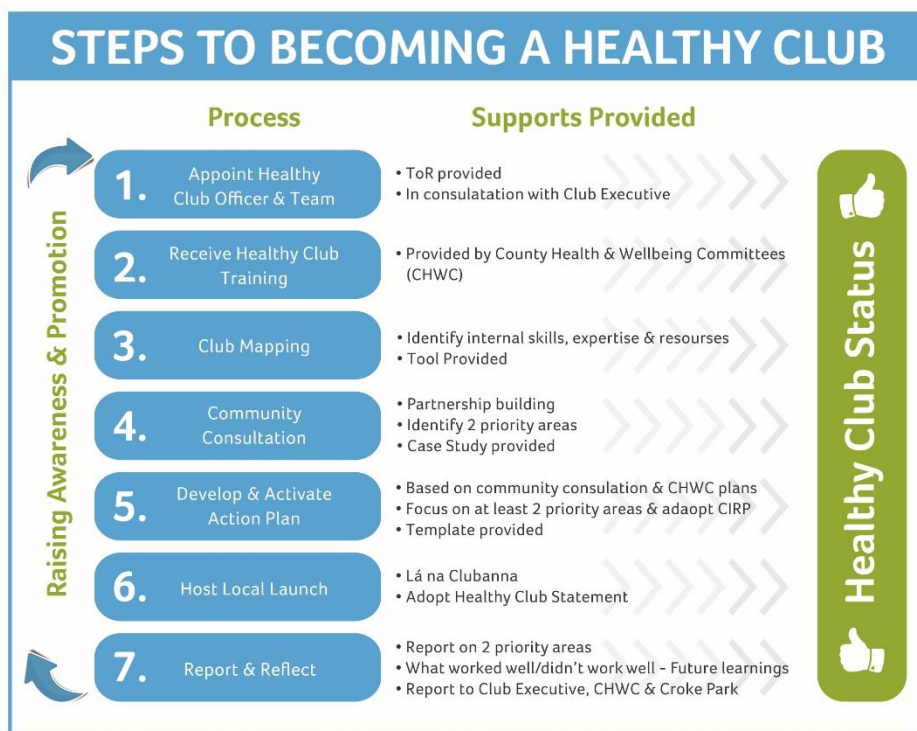 STEPS TO BECOMING A HEALTHY CLUB
Process
Supports Provided
Raising Awareness & Promotion
1.
Appoint Healthy
Club Officer & Team
• ToR provided
• In consulatation with Club Executive
2.
Receive Healthy Club
Training
• Provided by County Health & Wellbeing Committees
(CHWC)
3.
Club Mapping
• Identify internal skills, expertise & resourses
• Tool Provided
4.
Community
Consultation
• Partnership building
• Identify 2 priority areas
• Case Study provided
5.
Develop & Activate
Action Plan
• Based on community consulation & CHWC plans
• Focus on at least 2 priority areas & adaopt CIRP
• Template provided
6.
Host Local Launch
• Lá na Clubanna
• Adopt Healthy Club Statement
7.
Report & Reflect
• Report on 2 priority areas
• What worked well/didn't work well - Future learnings
• Report to Club Executive, CHWC & Croke Park
Healthy Club Status